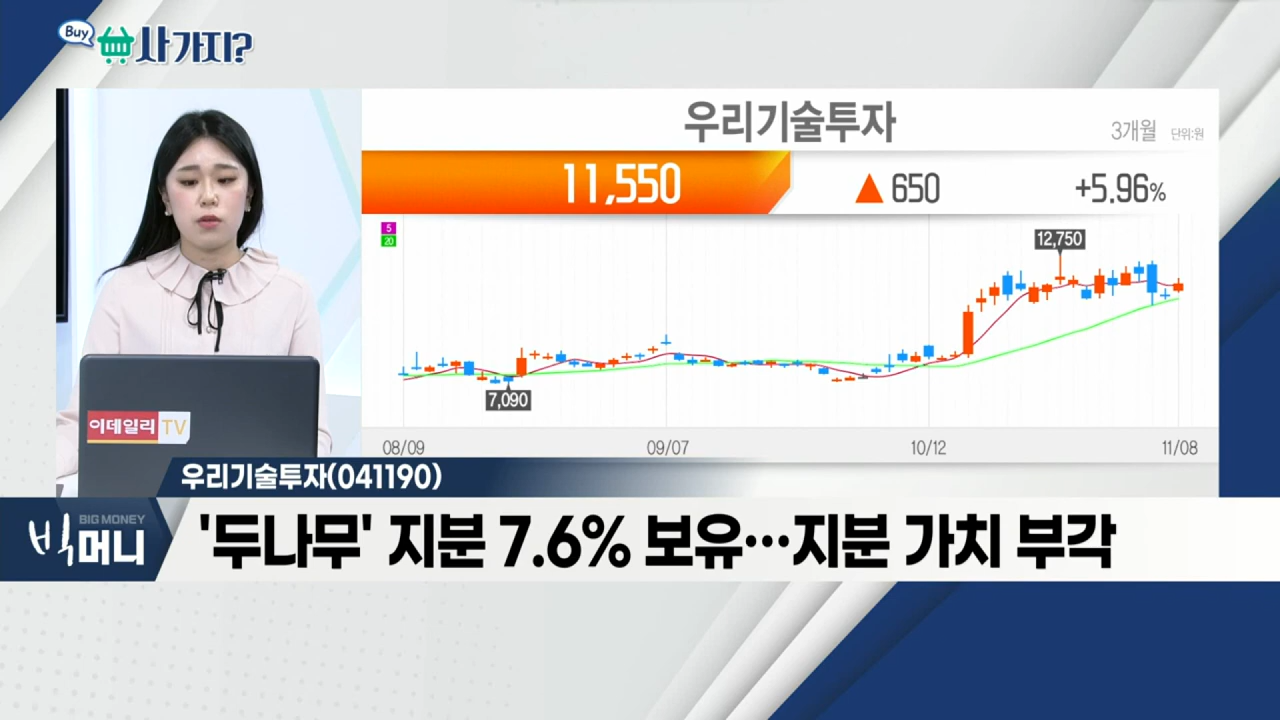 Buy
사가지?
우리기술투자
3개월 단위:원
11,550 ▲650 +5.96%
5
20
12,750
7,090
08/09 09/07 10/12 11/08
이데일리TV
우리기술투자(041190)
BIG MONEY
빅머니
'두나무' 지분 7.6% 보유…지분 가치 부각